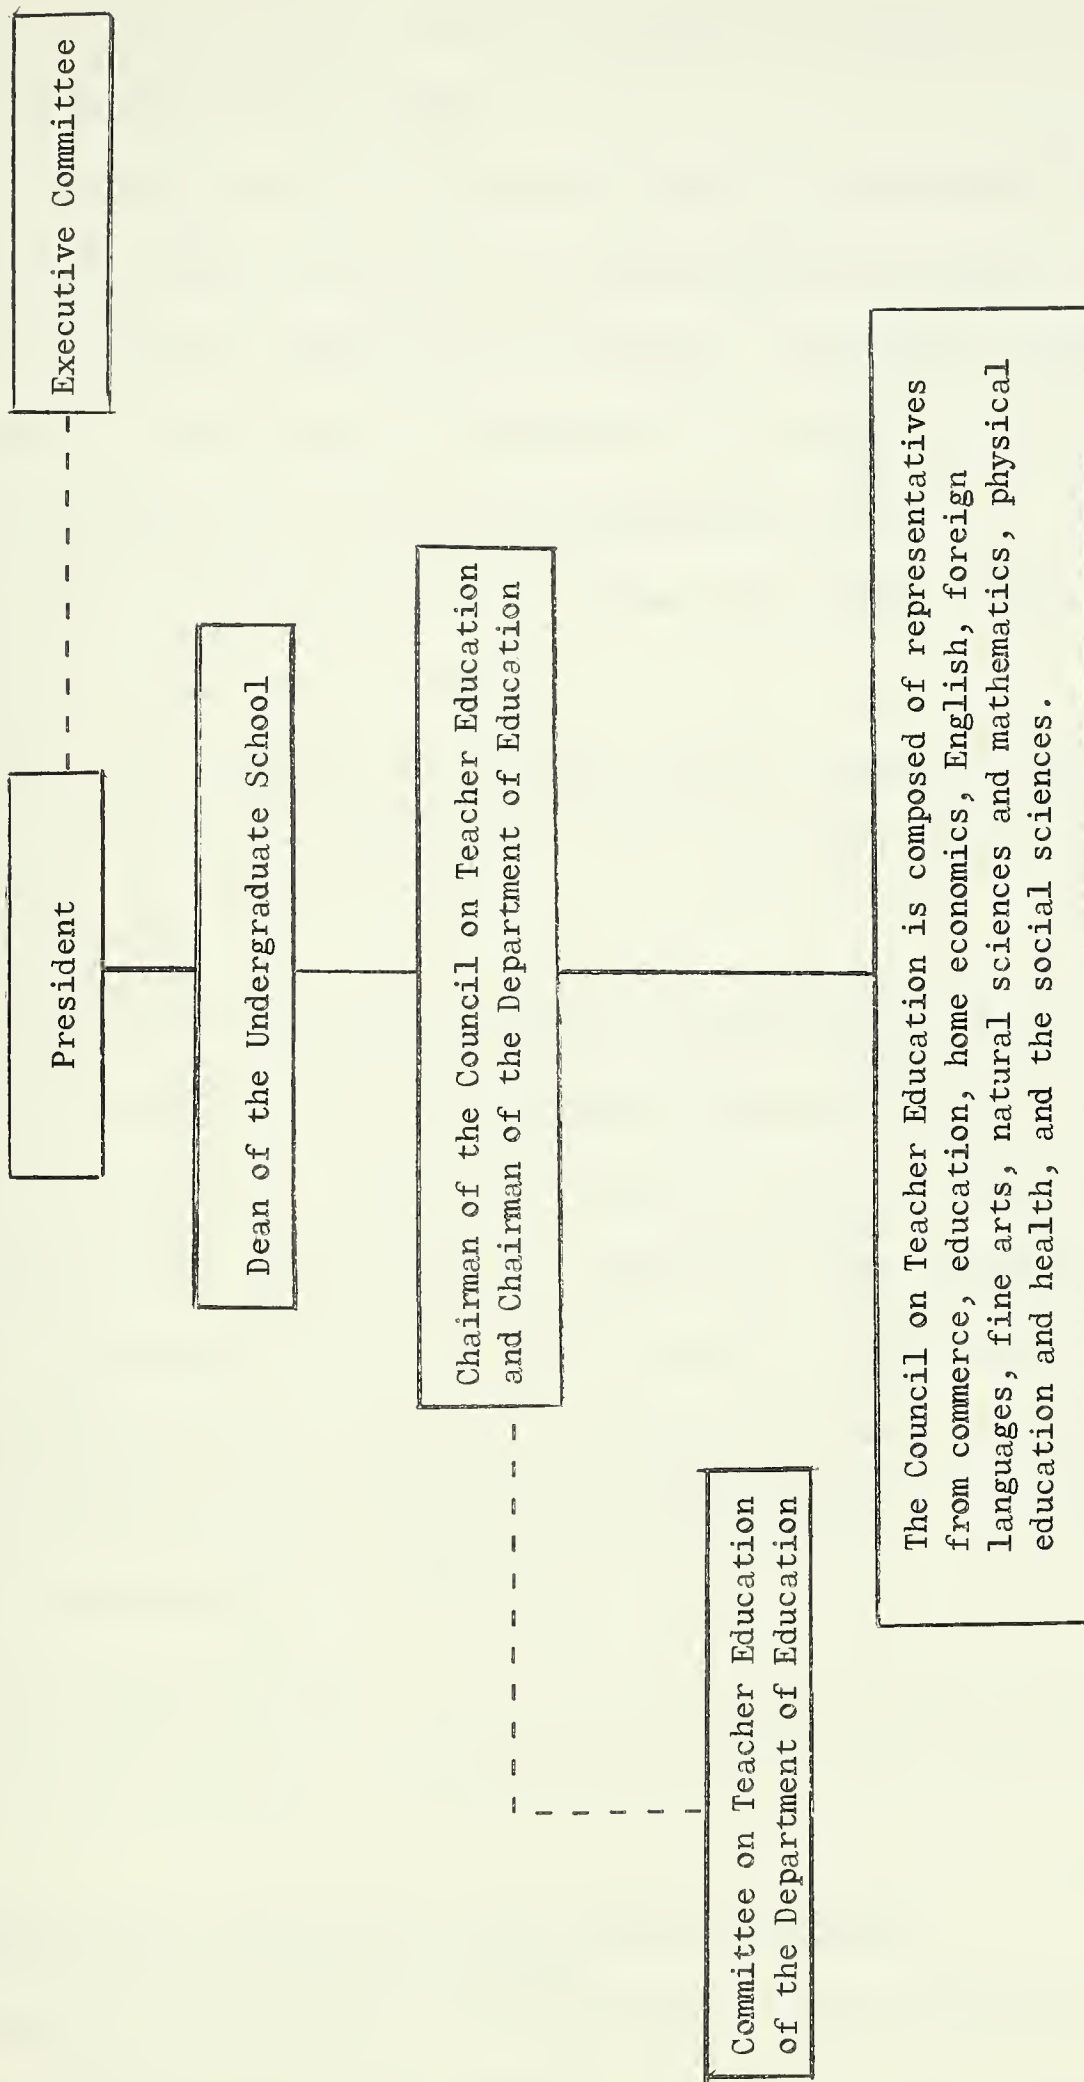 President
Executive Committee
Dean of the Undergraduate School
Chairman of the Council on Teacher Education
and Chairman of the Department of Education
Committee on Teacher Education
of the Department of Education
The Council on Teacher Education is composed of representatives
from commerce, education, home economics, English, foreign
languages, fine arts, natural sciences and mathematics, physical
education and health, and the social sciences.